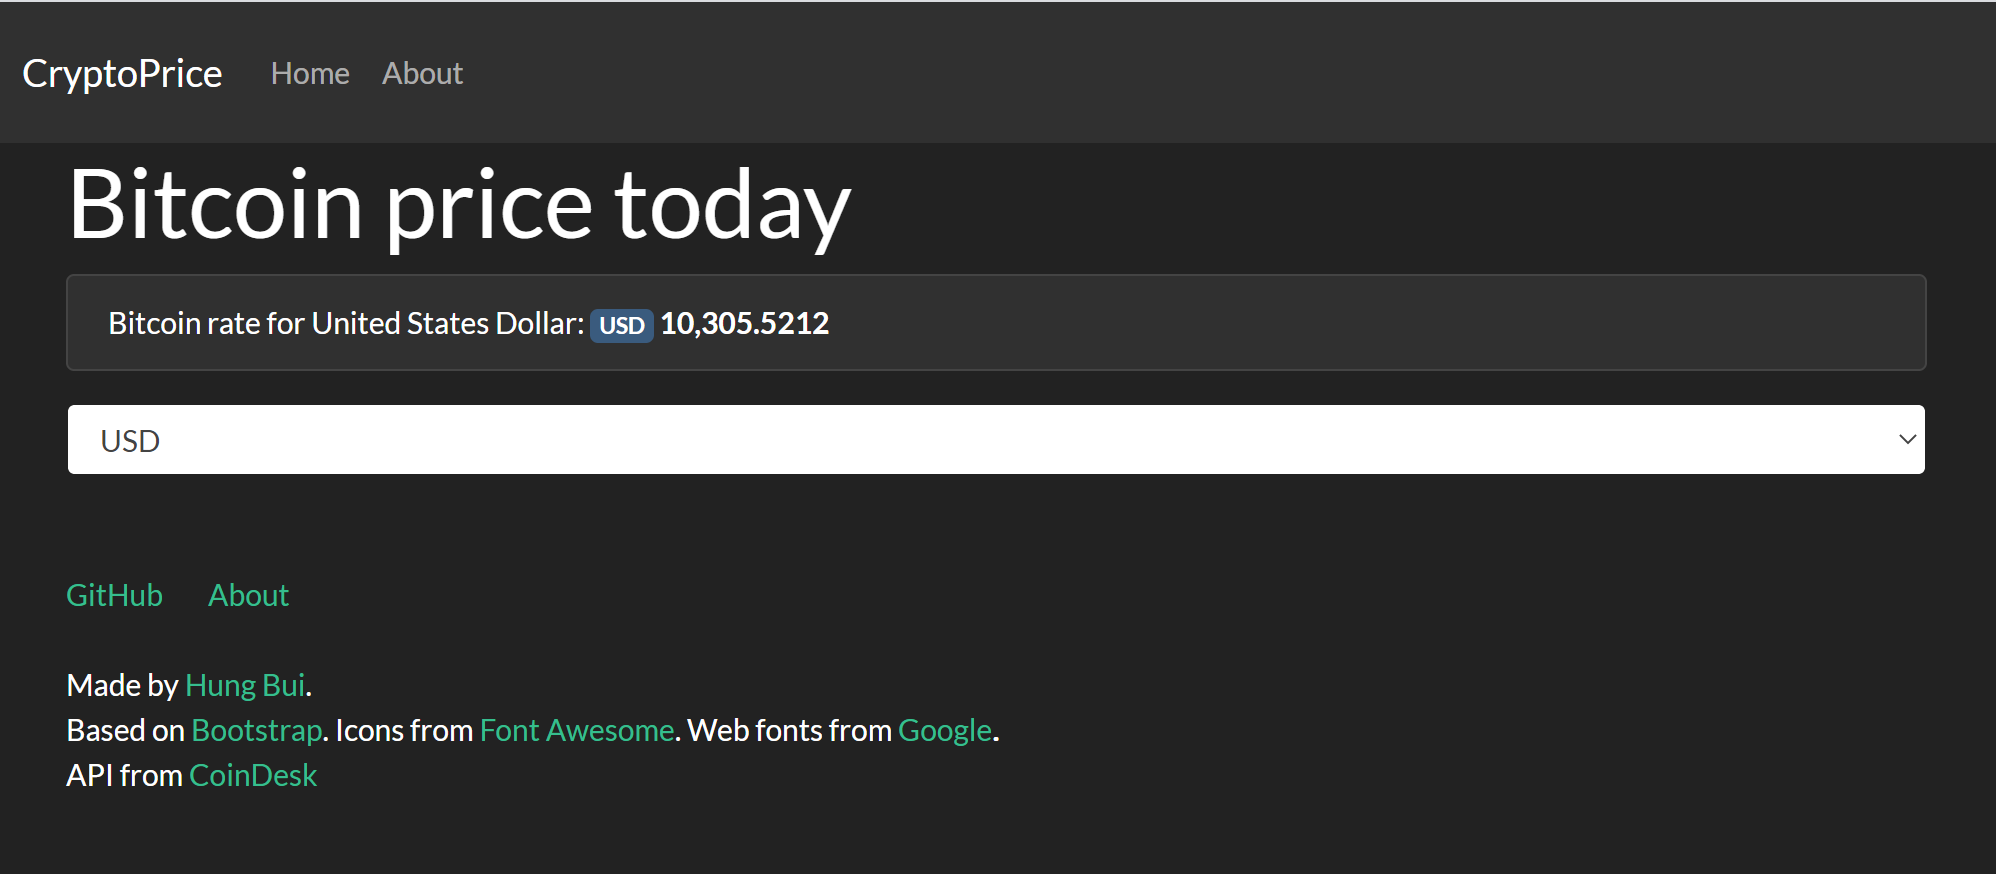 CryptoPrice Home About
Bitcoin price today
Bitcoin rate for United States Dollar: USD 10,305.5212
USD
GitHub About
Made by Hung Bui.
Based on Bootstrap. Icons from Font Awesome. Web fonts from Google.
API from CoinDesk